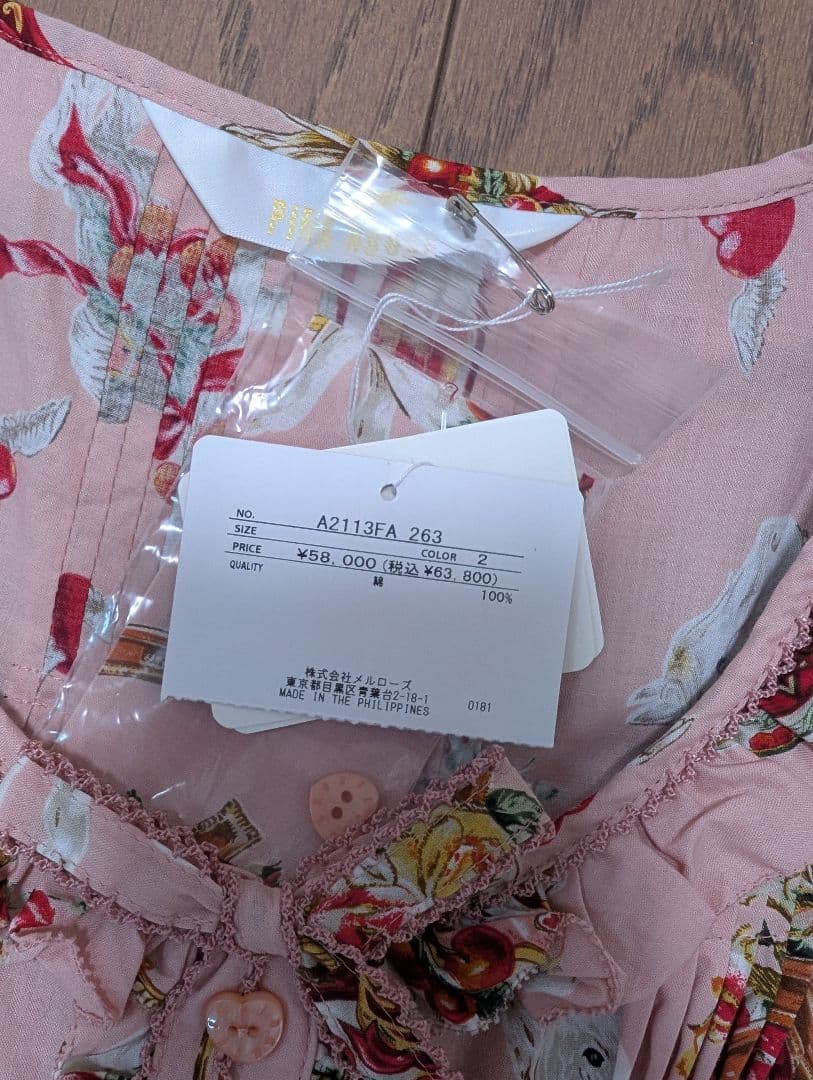 PINK HOUSE
NO. A2113FA 263
SIZE COLOR 2
PRICE ¥58,000 (税込 ¥63,800)
QUALITY 綿 100%
株式会社メルローズ
東京都目黒区青葉台2-18-1
MADE IN THE PHILIPPINES 0181